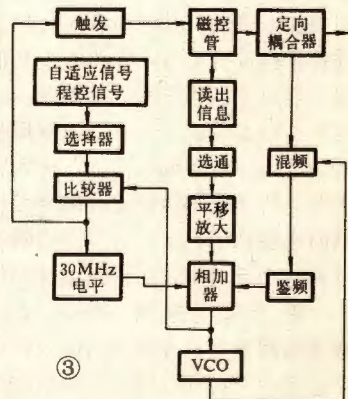 触发
磁控
管
定向
耦合器
自适应信号
程控信号
读出
信息
选择器
选通
混频
比较器
平移
放大
30MHz
电平
相加
器
鉴频
③
VCO